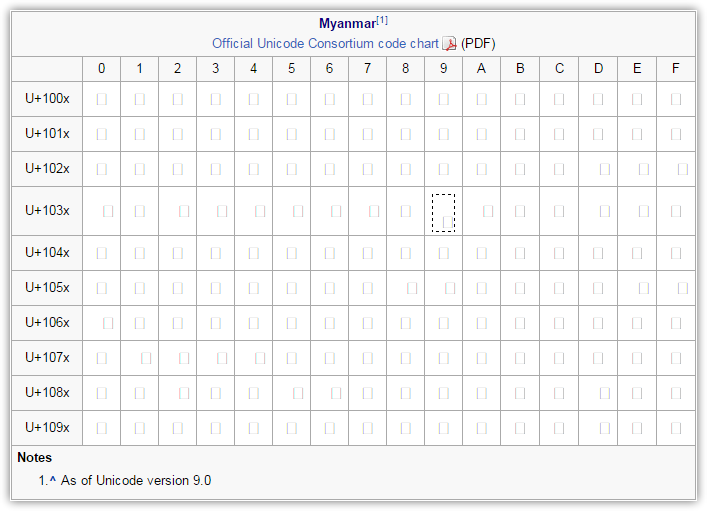 Myanmar[1]
Official Unicode Consortium code chart (PDF)
0 1 2 3 4 5 6 7 8 9 A B C D E F
U+100x
U+101x
U+102x
U+103x
U+104x
U+105x
U+106x
U+107x
U+108x
U+109x
Notes
1.^ As of Unicode version 9.0